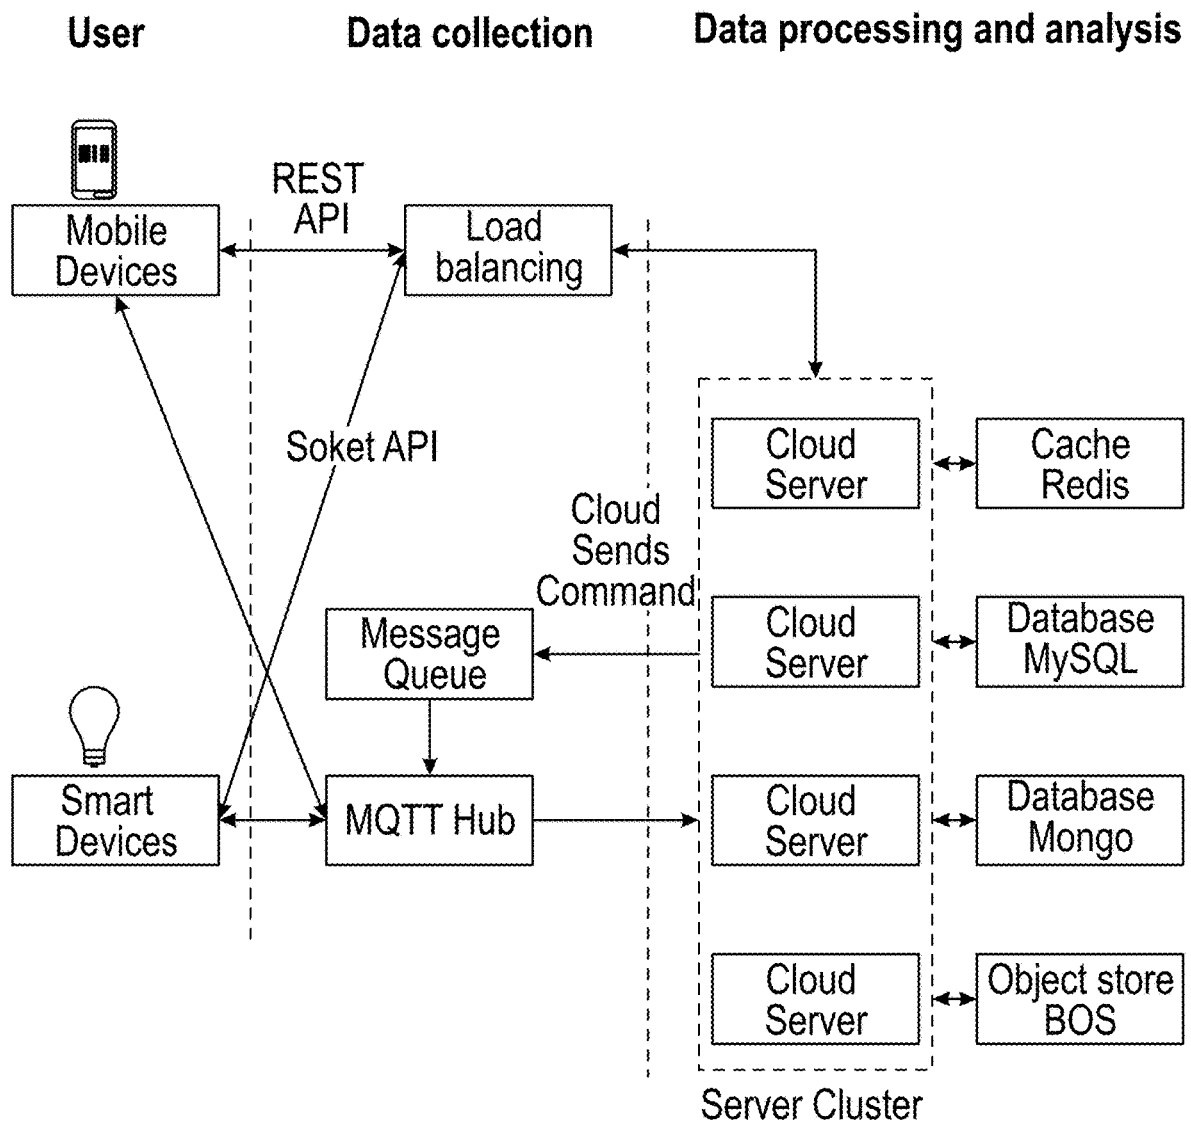 User
Data collection
Data processing and analysis
REST
API
Mobile
Devices
Load
balancing
Soket API
Cloud
Server
Cache
Redis
Cloud
Sends
Command
Message
Queue
Cloud
Server
Database
MySQL
Smart
Devices
MQTT Hub
Cloud
Server
Database
Mongo
Cloud
Server
Object store
BOS
Server Cluster